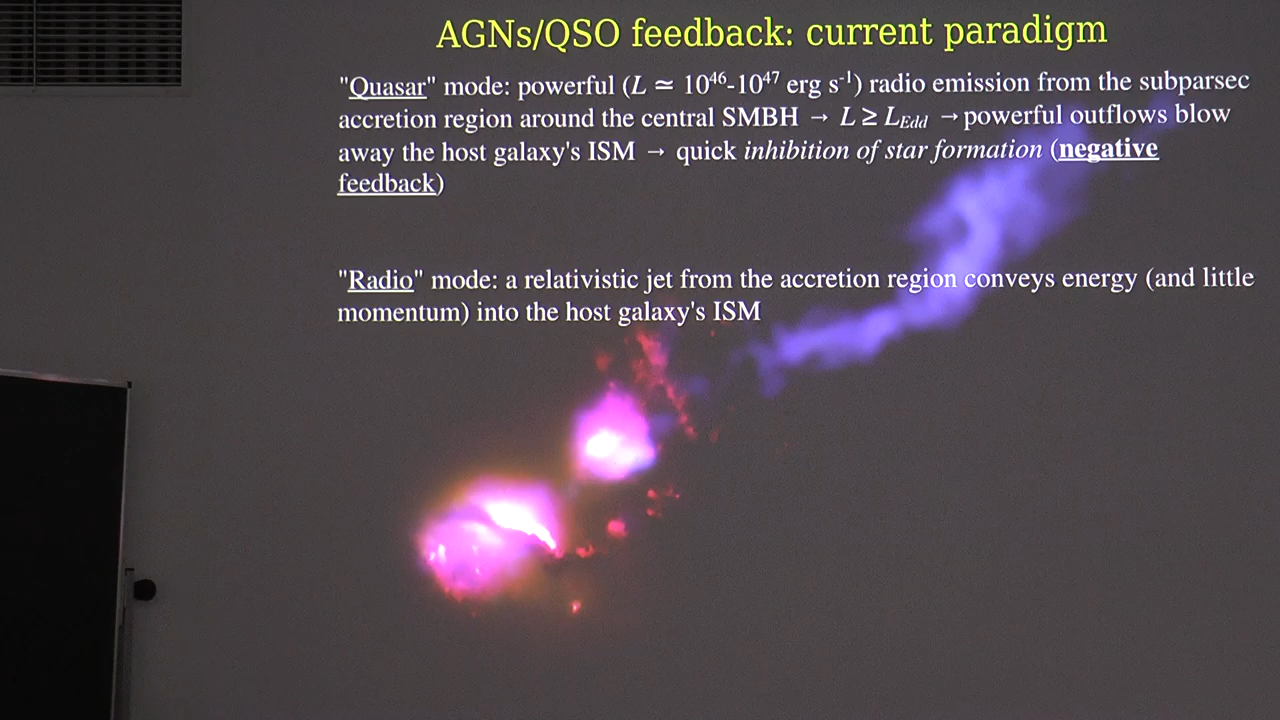 AGNs/QSO feedback: current paradigm
"Quasar" mode: powerful (L ≃ 10⁴⁶-10⁴⁷ erg s⁻¹) radio emission from the subparsec
accretion region around the central SMBH → L ≥ L_Edd → powerful outflows blow
away the host galaxy's ISM → quick inhibition of star formation (negative
feedback)
"Radio" mode: a relativistic jet from the accretion region conveys energy (and little
momentum) into the host galaxy's ISM